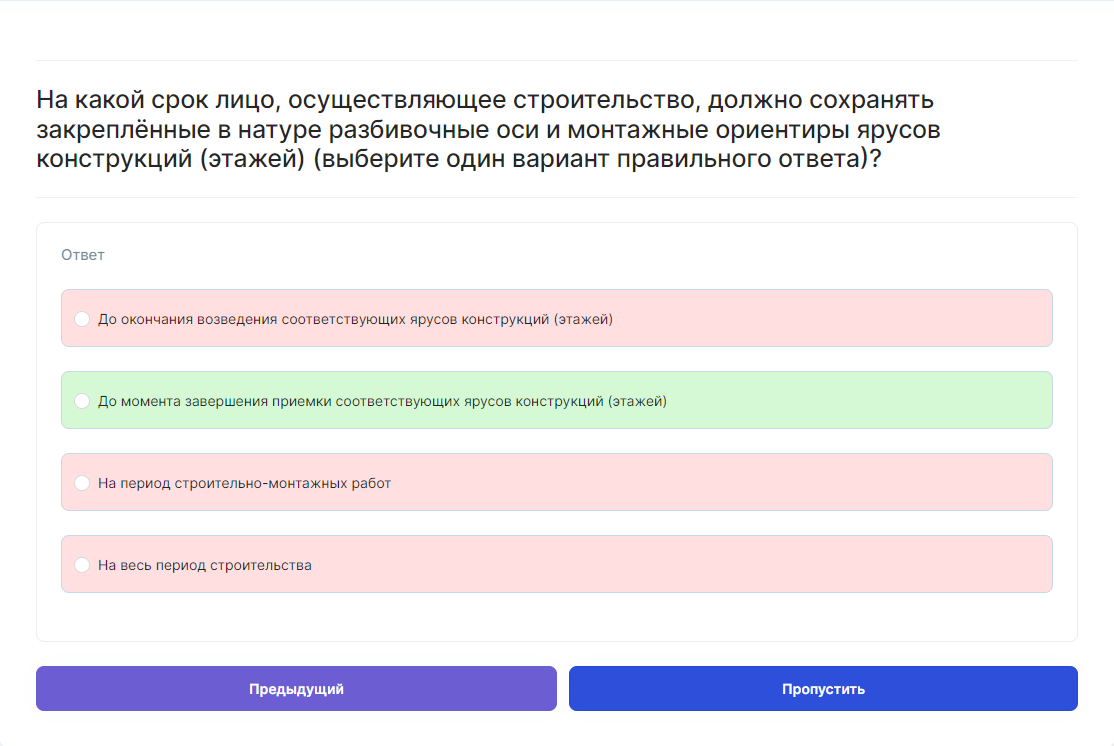 На какой срок лицо, осуществляющее строительство, должно сохранять
закреплённые в натуре разбивочные оси и монтажные ориентиры ярусов
конструкций (этажей) (выберите один вариант правильного ответа)?
Ответ
До окончания возведения соответствующих ярусов конструкций (этажей)
До момента завершения приемки соответствующих ярусов конструкций (этажей)
На период строительно-монтажных работ
На весь период строительства
Предыдущий
Пропустить